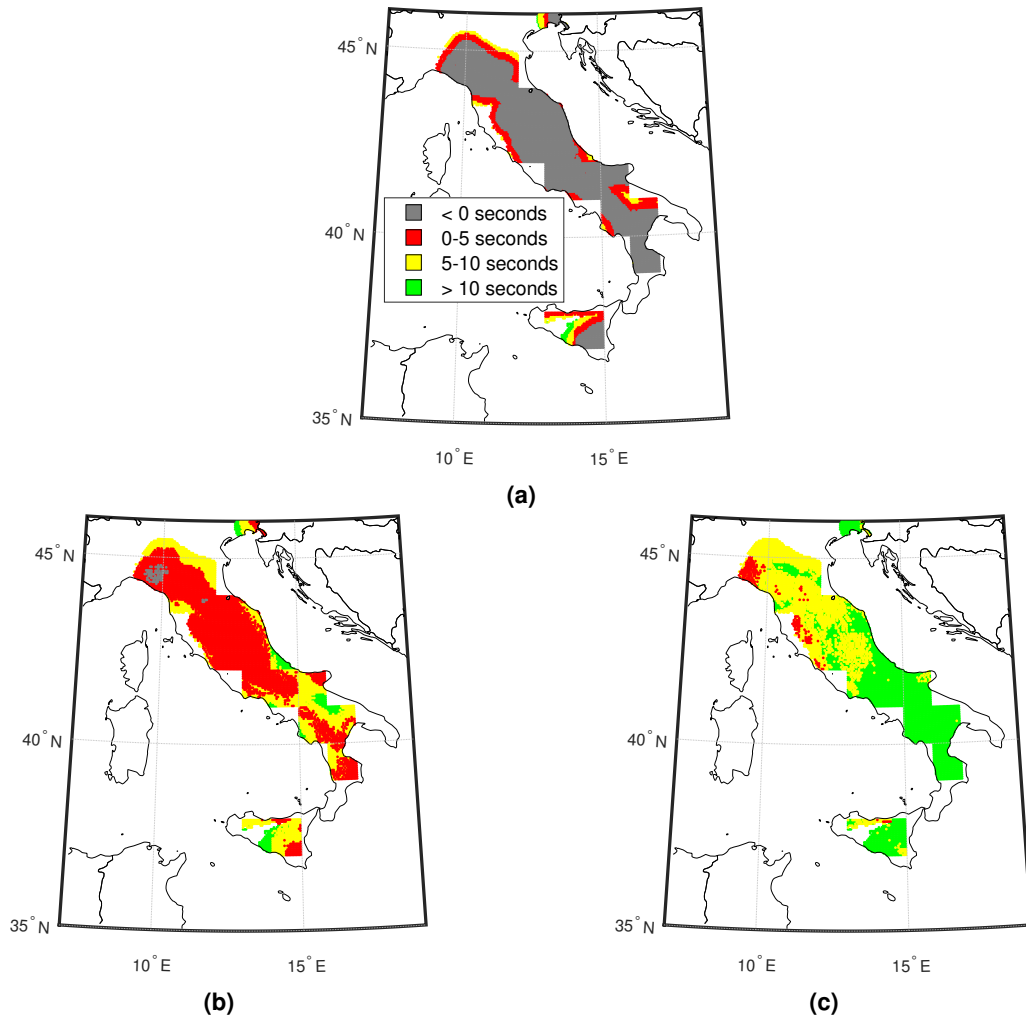 45° N
40° N
35° N
< 0 seconds
0-5 seconds
5-10 seconds
> 10 seconds
10° E
15° E
(a)
45° N
40° N
35° N
10° E
15° E
(b)
45° N
40° N
35° N
10° E
15° E
(c)